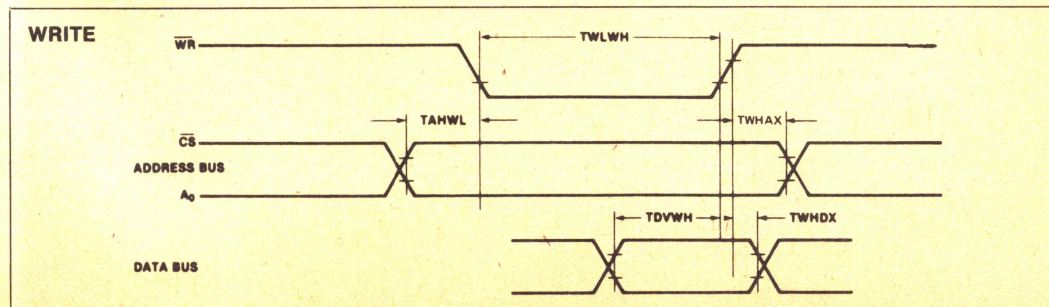 WRITE
WR
TWLWH
TAHWL
TWHAX
CS
ADDRESS BUS
A0
TDVWH
TWHDX
DATA BUS